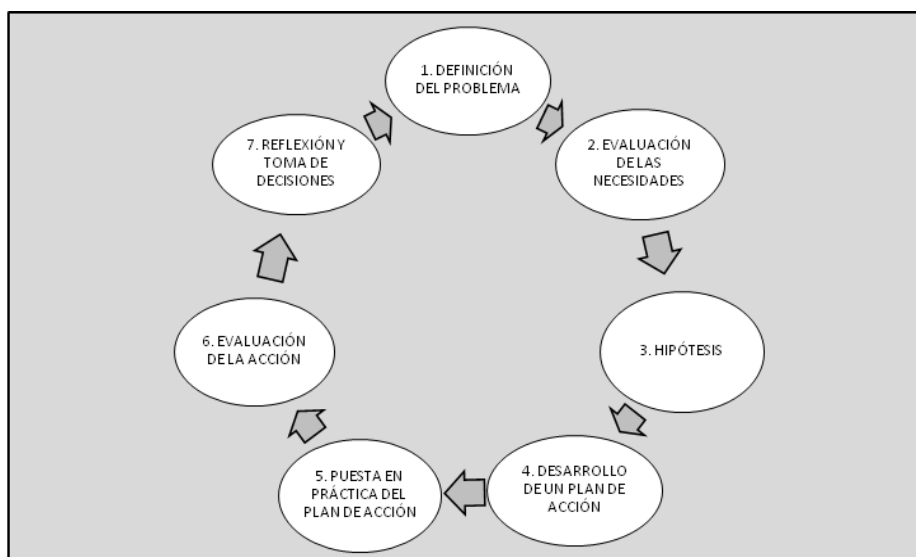 1. DEFINICIÓN
DEL PROBLEMA
2. EVALUACIÓN
DE LAS
NECESIDADES
3. HIPÓTESIS
4. DESARROLLO
DE UN PLAN DE
ACCIÓN
5. PUESTA EN
PRÁCTICA DEL
PLAN DE ACCIÓN
6. EVALUACIÓN
DE LA ACCIÓN
7. REFLEXIÓN Y
TOMA DE
DECISIONES